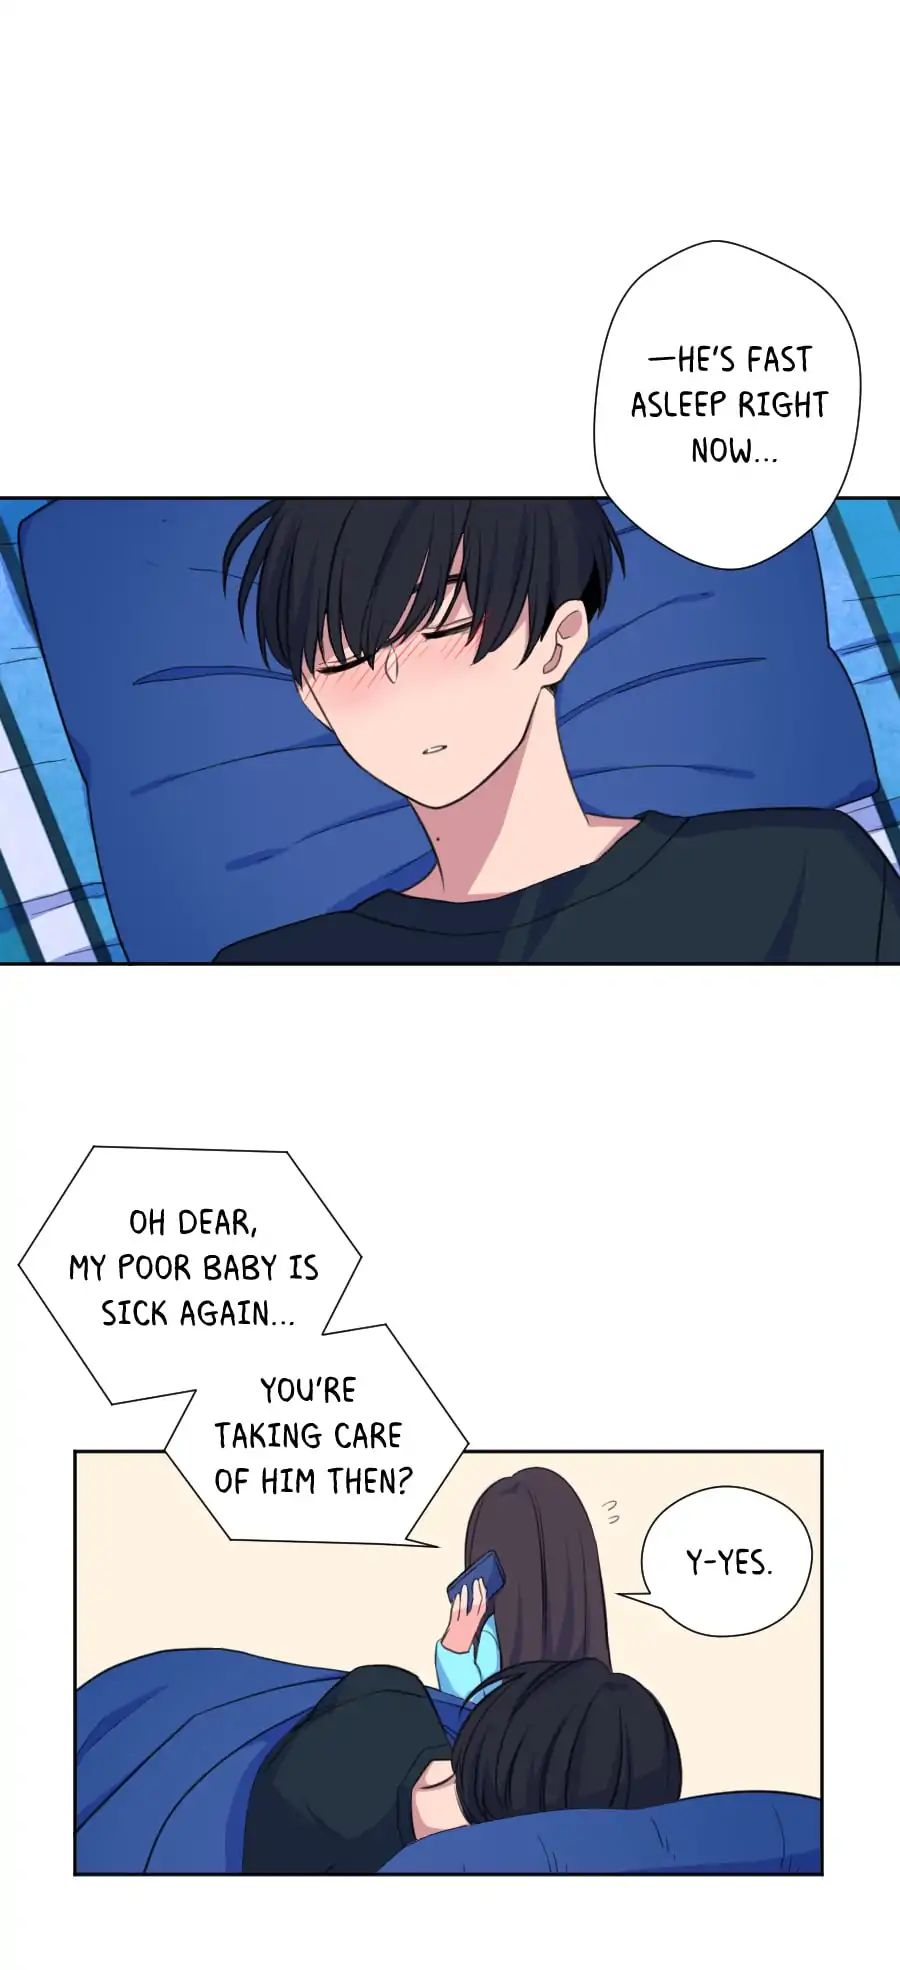 —HE'S FAST
ASLEEP RIGHT
NOW...
OH DEAR,
MY POOR BABY IS
SICK AGAIN...
YOU'RE
TAKING CARE
OF HIM THEN?
Y-YES.